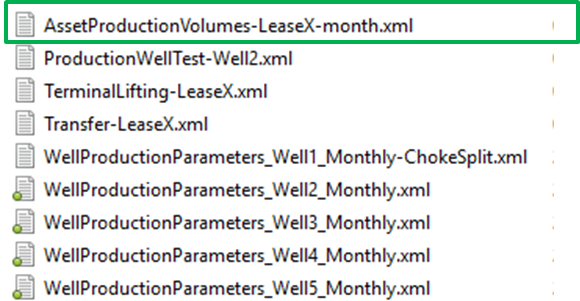 AssetProductionVolumes-LeaseX-month.xml
ProductionWellTest-Well2.xml
TerminalLifting-LeaseX.xml
Transfer-LeaseX.xml
WellProductionParameters_Well1_Monthly-ChokeSplit.xml
WellProductionParameters_Well2_Monthly.xml
WellProductionParameters_Well3_Monthly.xml
WellProductionParameters_Well4_Monthly.xml
WellProductionParameters_Well5_Monthly.xml